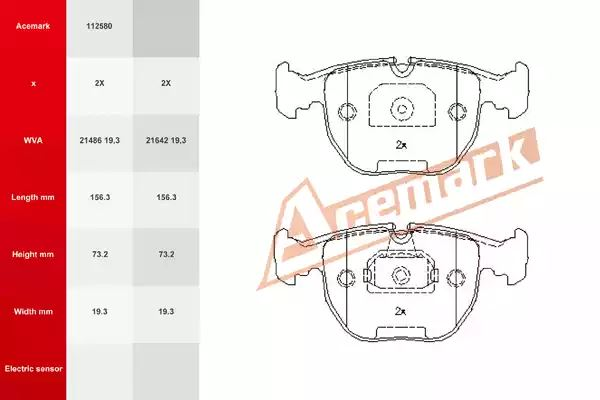 Acemark 112580
x 2X 2X
WVA 21486 19,3 21642 19,3
Length mm 156.3 156.3
Height mm 73.2 73.2
Width mm 19.3 19.3
Electric sensor
2x
Acemark
2x